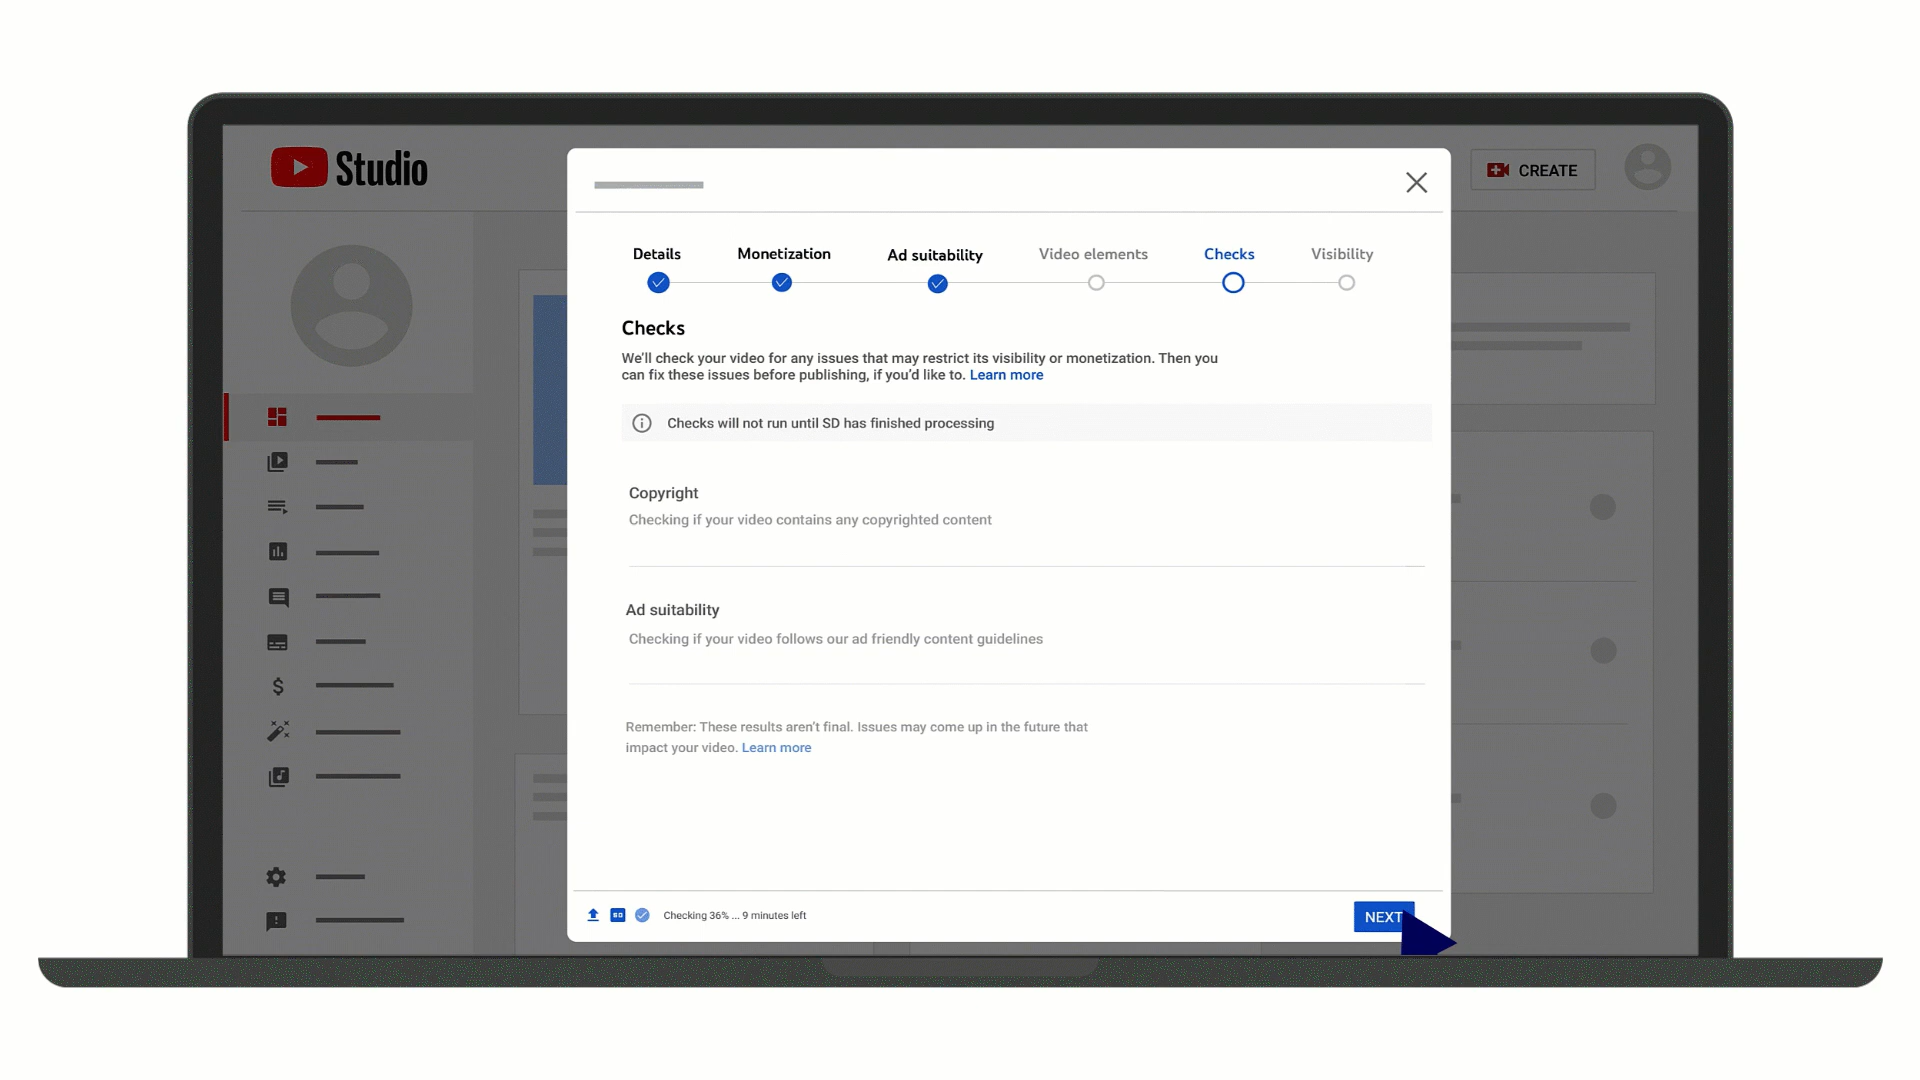 Studio
CREATE
Details
Monetization
Ad suitability
Video elements
Checks
Visibility
Checks
We'll check your video for any issues that may restrict its visibility or monetization. Then you
can fix these issues before publishing, if you'd like to. Learn more
Checks will not run until SD has finished processing
Copyright
Checking if your video contains any copyrighted content
Ad suitability
Checking if your video follows our ad friendly content guidelines
Remember: These results aren't final. Issues may come up in the future that
impact your video. Learn more
Checking 36% ... 9 minutes left
NEXT